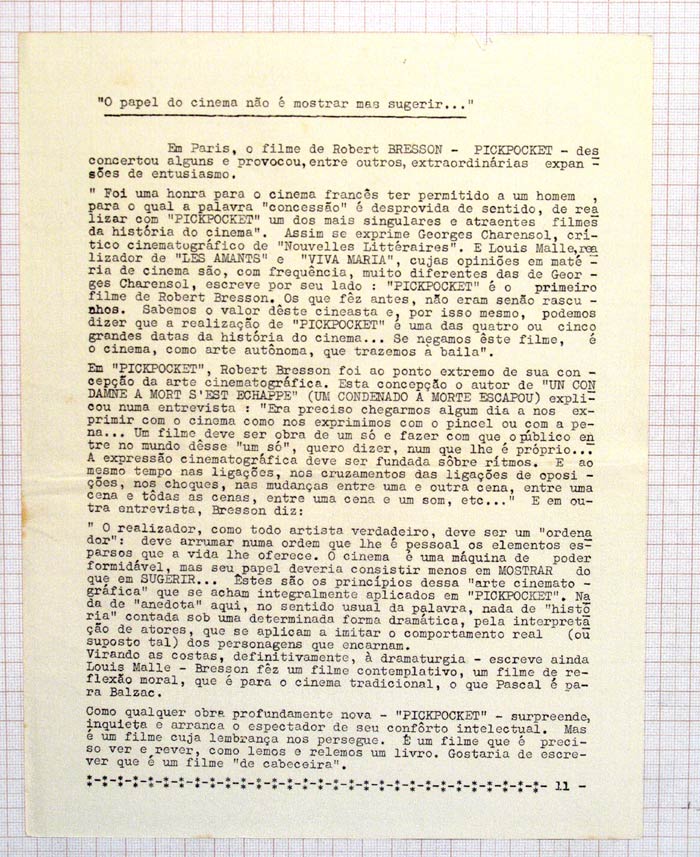 "O papel do cinema não é mostrar mas sugerir..."
Em Paris, o filme de Robert BRESSON - PICKPOCKET - des
concertou alguns e provocou, entre outros, extraordinárias expan -
sões de entusiasmo.
" Foi uma honra para o cinema francês ter permitido a um homem ,
para o qual a palavra "concessão" é desprovida de sentido, de rea
lizar com "PICKPOCKET" um dos mais singulares e atraentes filmes
da história do cinema". Assim se exprime Georges Charensol, crí-
tico cinematográfico de "Nouvelles Littéraires". E Louis Malle, rea
lizador de "LES AMANTS" e "VIVA MARIA", cujas opiniões em maté -
ria de cinema são, com frequência, muito diferentes das de Geor -
ges Charensol, escreve por seu lado : "PICKPOCKET" é o primeiro
filme de Robert Bresson. Os que fêz antes, não eram senão rascu -
nhos. Sabemos o valor dêste cineasta e, por isso mesmo, podemos
dizer que a realização de "PICKPOCKET" é uma das quatro ou cinco
grandes datas da história do cinema... Se negamos êste filme, é
o cinema, como arte autônoma, que trazemos à baila".
Em "PICKPOCKET", Robert Bresson foi ao ponto extremo de sua con -
cepção da arte cinematográfica. Esta concepção o autor de "UN CON
DAMNE A MORT S'EST ECHAPPE" (UM CONDENADO À MORTE ESCAPOU) expli-
cou numa entrevista : "Era preciso chegarmos algum dia a nos ex-
primir com o cinema como nos exprimimos com o pincel ou com a pe-
na... Um filme deve ser obra de um só e fazer com que o público en
tre no mundo dêsse "um só", quero dizer, num que lhe é próprio...
A expressão cinematográfica deve ser fundada sôbre rítmos. E ao
mesmo tempo nas ligações, nos cruzamentos das ligações de oposi -
ções, nos choques, nas mudanças entre uma e outra cena, entre uma
cena e tôdas as cenas, entre uma cena e um som, etc..." E em ou-
tra entrevista, Bresson diz:
" O realizador, como todo artista verdadeiro, deve ser um "ordena
dor": deve arrumar numa ordem que lhe é pessoal os elementos es-
parsos que a vida lhe oferece. O cinema é uma máquina de poder
formidável, mas seu papel deveria consistir menos em MOSTRAR do
que em SUGERIR... Êstes são os princípios dessa "arte cinemato -
gráfica" que se acham integralmente aplicados em "PICKPOCKET". Na
da de "anedota" aqui, no sentido usual da palavra, nada de "histó
ria" contada sob uma determinada forma dramática, pela interpreta
ção de atores, que se aplicam a imitar o comportamento real (ou
suposto tal) dos personagens que encarnam.
Virando as costas, definitivamente, à dramaturgia - escreve ainda
Louis Malle - Bresson fêz um filme contemplativo, um filme de re-
flexão moral, que é para o cinema tradicional, o que Pascal é pa-
ra Balzac.
Como qualquer obra profundamente nova - "PICKPOCKET" - surpreende,
inquieta e arranca o espectador de seu confôrto intelectual. Mas
é um filme cuja lembrança nos persegue. É um filme que é preci-
so ver e rever, como lemos e relemos um livro. Gostaria de escre-
ver que é um filme "de cabeceira".
*-*-*-*-*-*-*-*-*-*-*-*-*-*-*-*-*-*-*-*-*-*-*-*-*-*-*-*- 11 -